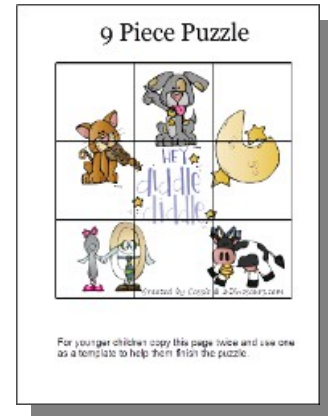 9 Piece Puzzle
HEY
diddle
diddle
Created by
For younger children copy this page twice and use one
as a template to help them finish the puzzle.